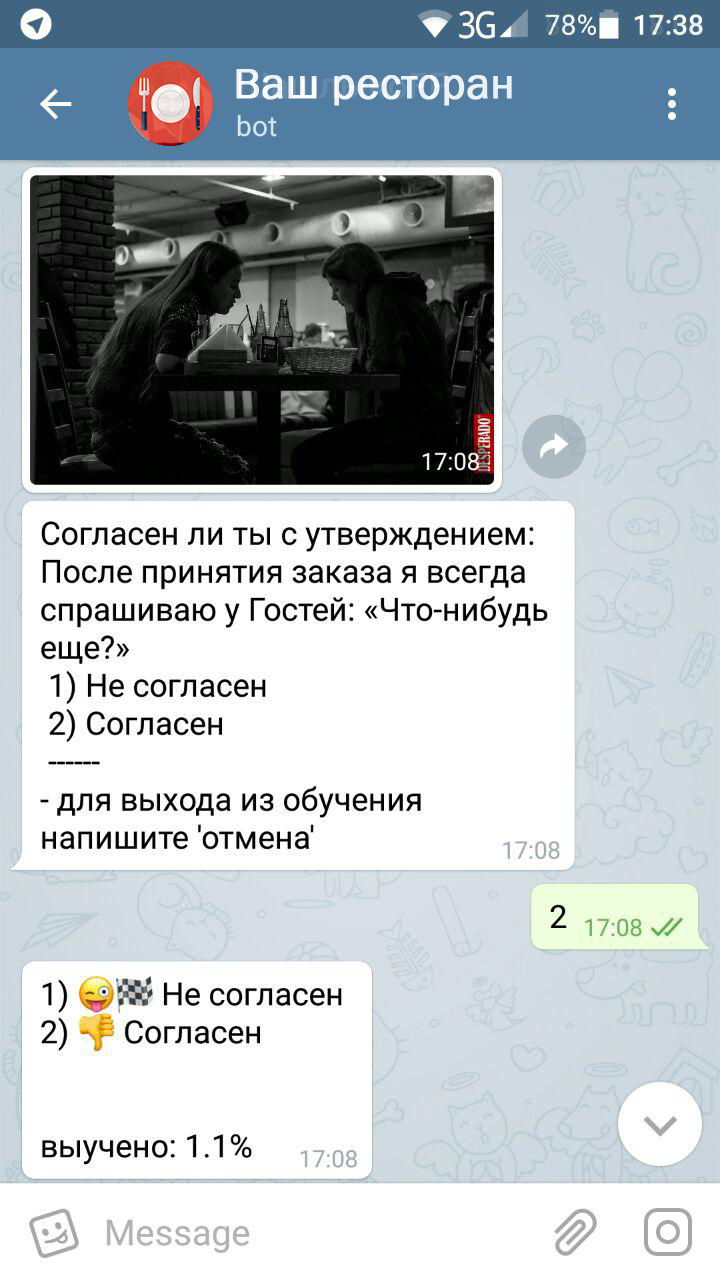 3G 78% 17:38
Ваш ресторан
bot
DESPERADO
17:08
Согласен ли ты с утверждением:
После принятия заказа я всегда
спрашиваю у Гостей: «Что-нибудь
еще?»
1) Не согласен
2) Согласен
------
- для выхода из обучения
напишите 'отмена'
17:08
2 17:08
1) 😜🏁 Не согласен
2) 👎 Согласен
выучено: 1.1%
17:08
Message